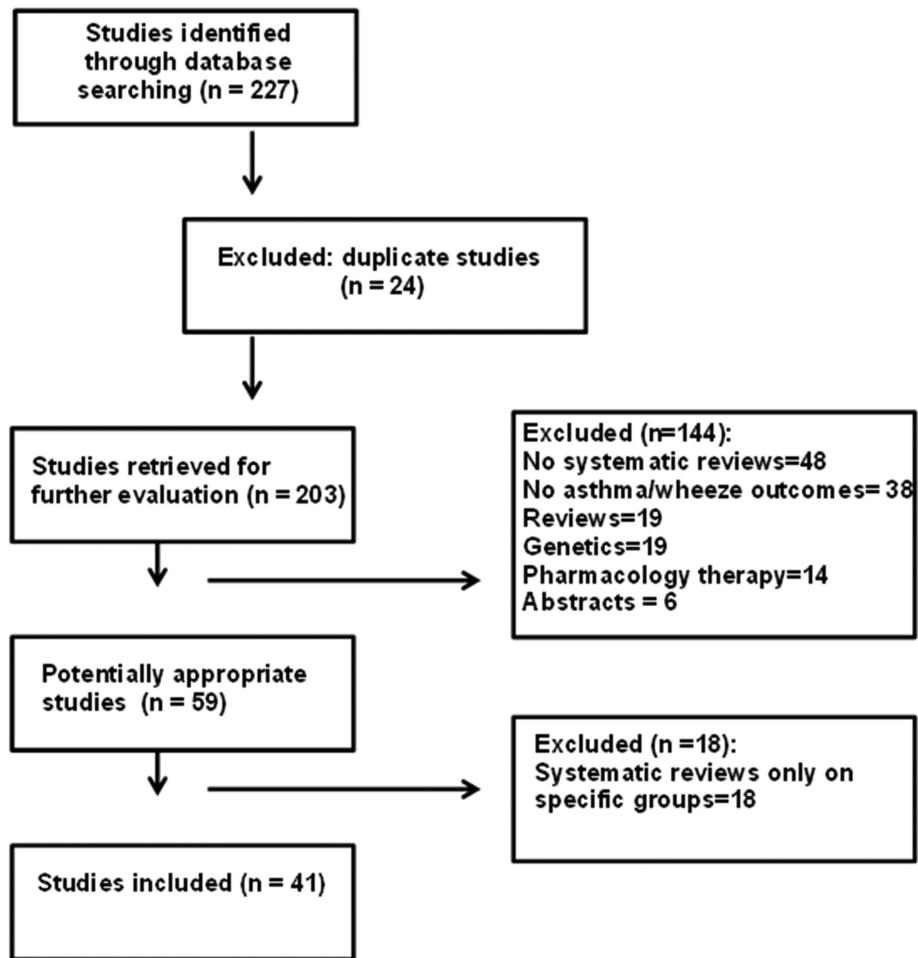 Studies identified
through database
searching (n = 227)
Excluded: duplicate studies
(n = 24)
Studies retrieved for
further evaluation (n = 203)
Excluded (n=144):
No systematic reviews=48
No asthma/wheeze outcomes= 38
Reviews=19
Genetics=19
Pharmacology therapy=14
Abstracts = 6
Potentially appropriate
studies (n = 59)
Excluded (n =18):
Systematic reviews only on
specific groups=18
Studies included (n = 41)